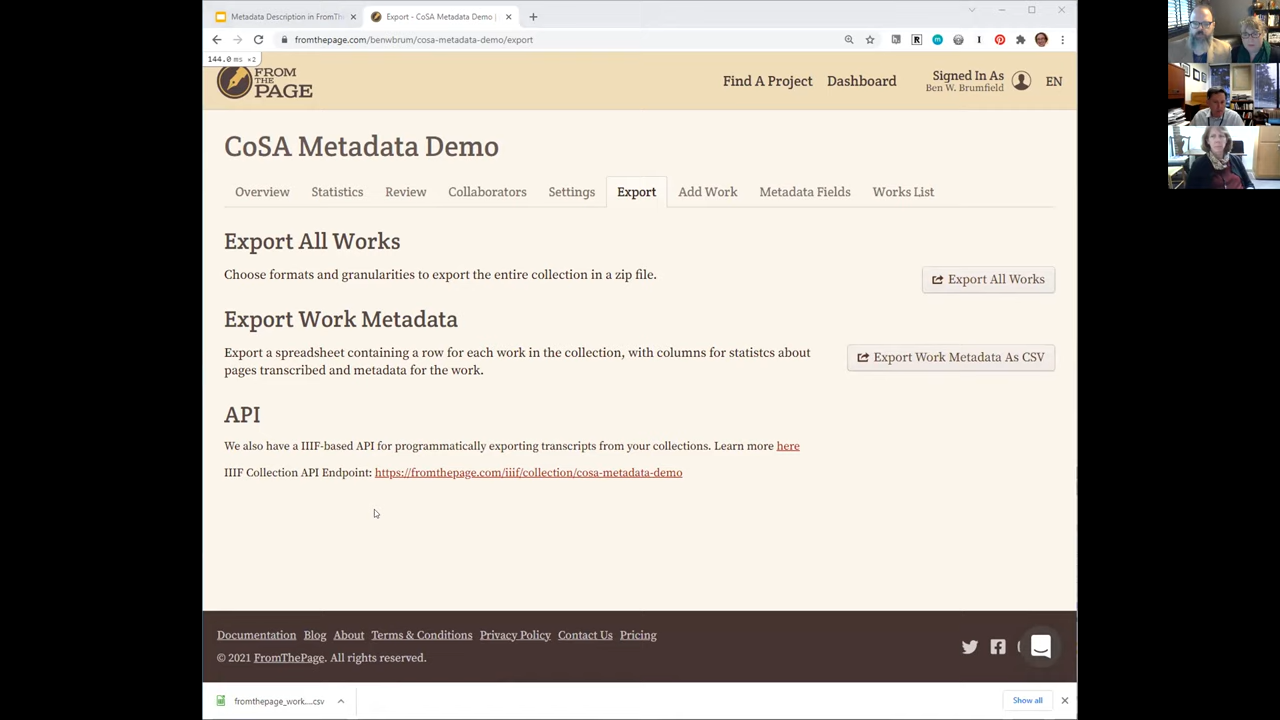 Metadata Description in FromTh
Export - CoSA Metadata Demo |
fromthepage.com/benwbrum/cosa-metadata-demo/export
144.0 ms ×2
FROM THE PAGE
Find A Project
Dashboard
Signed In As
Ben W. Brumfield
EN
CoSA Metadata Demo
Overview Statistics Review Collaborators Settings Export Add Work Metadata Fields Works List
Export All Works
Choose formats and granularities to export the entire collection in a zip file.
Export All Works
Export Work Metadata
Export a spreadsheet containing a row for each work in the collection, with columns for statistcs about
pages transcribed and metadata for the work.
Export Work Metadata As CSV
API
We also have a IIIF-based API for programmatically exporting transcripts from your collections. Learn more here
IIIF Collection API Endpoint: https://fromthepage.com/iiif/collection/cosa-metadata-demo
Documentation Blog About Terms & Conditions Privacy Policy Contact Us Pricing
© 2021 FromThePage. All rights reserved.
fromthepage_work....csv
Show all